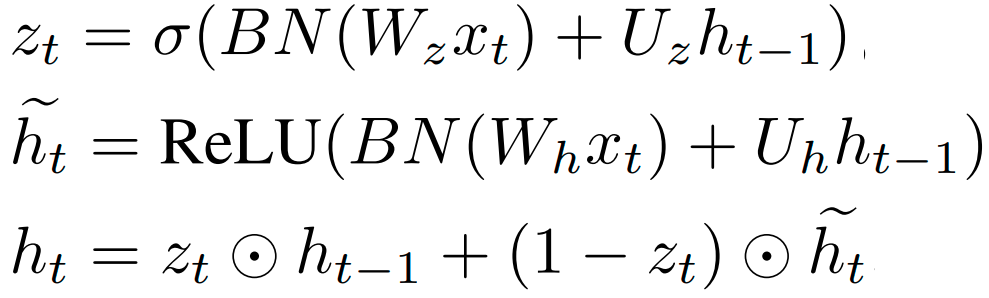 z_t = σ(BN(W_z x_t) + U_z h_{t−1}),
h̃_t = ReLU(BN(W_h x_t) + U_h h_{t−1})
h_t = z_t ⊙ h_{t−1} + (1 − z_t) ⊙ h̃_t